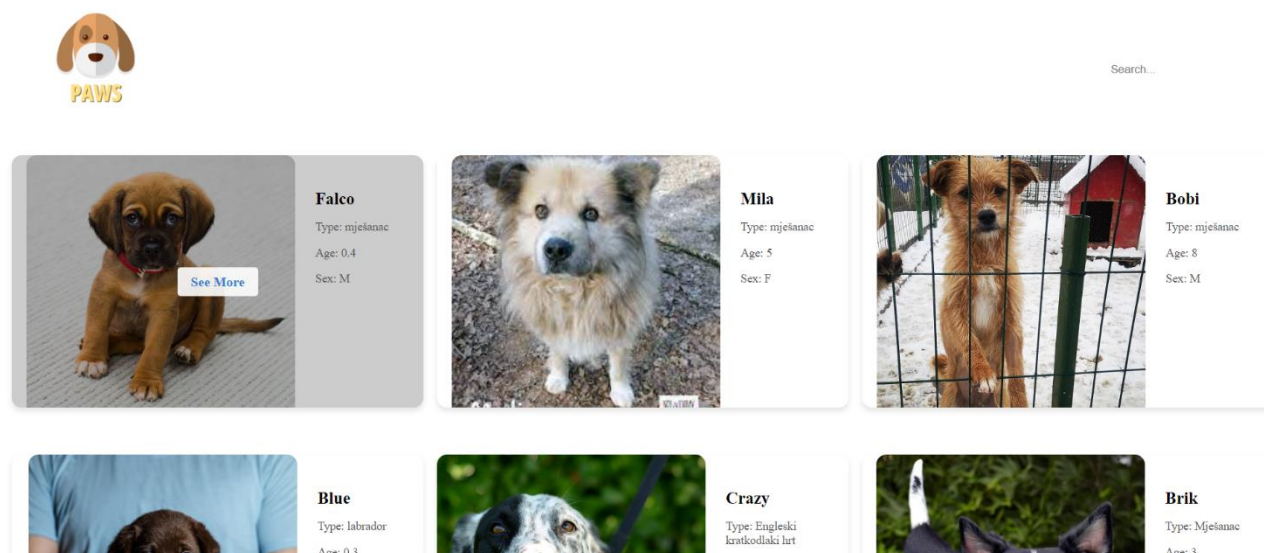 PAWS
Search...
See More
Falco
Type: mješanac
Age: 0.4
Sex: M
Mila
Type: mješanac
Age: 5
Sex: F
Bobi
Type: mješanac
Age: 8
Sex: M
Blue
Type: labrador
Age: 0.3
Crazy
Type: Engleski
kratkodlaki hrt
Brik
Type: Mješanac
Age: 3